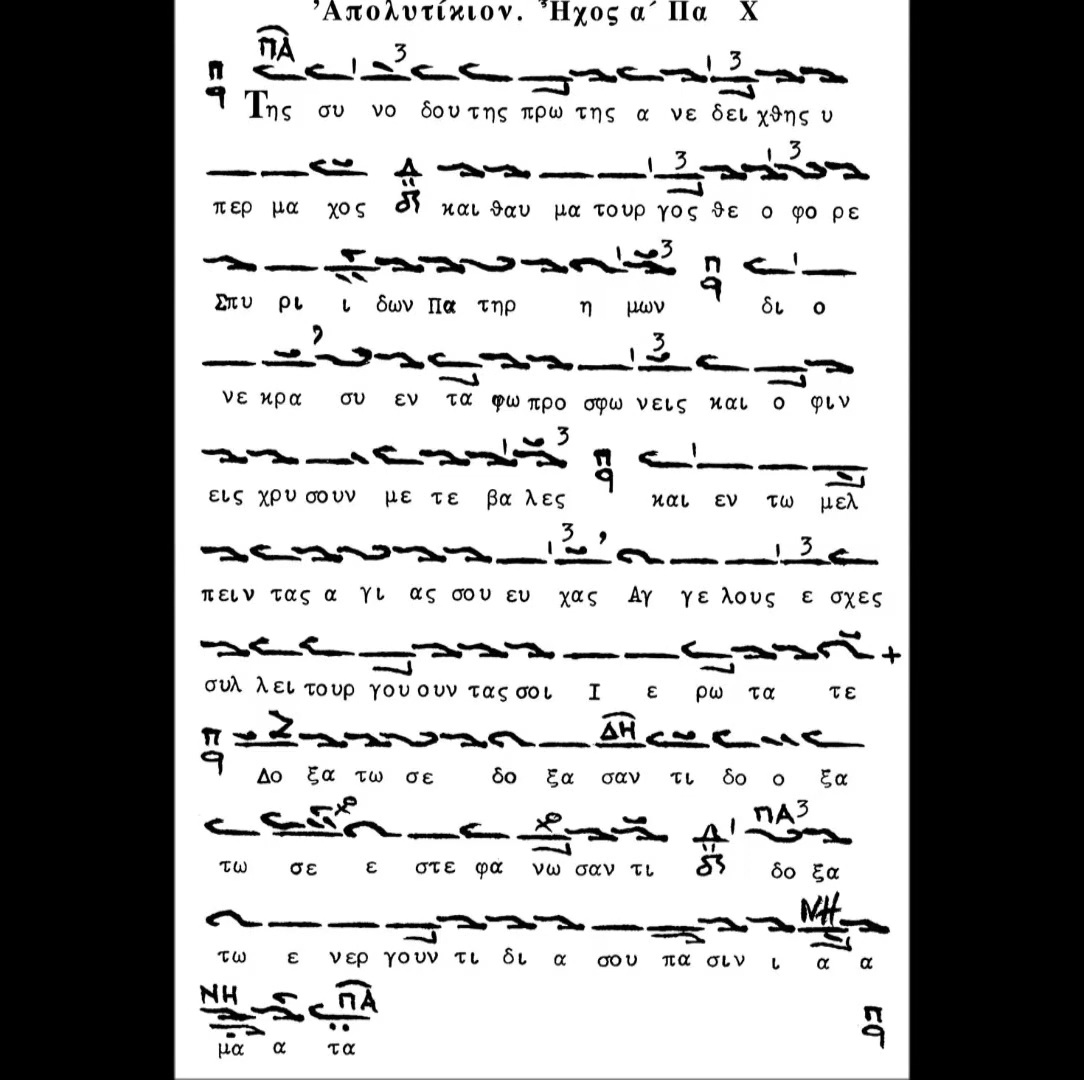 Ἀπολυτίκιον. Ἦχος α´ Πα Χ
Της συ νο δου της πρω της α νε δει χθης υ
περ μα χος και θαυ μα τουρ γος θε ο φο ρε
Σπυ ρι ι δων Πα τηρ η μων δι ο
νε κρα συ εν τα φω προ σφω νεις και ο φιν
εις χρυ σουν με τε βα λες και εν τω μελ
πειν τας α γι ας σου ευ χας Αγ γε λους ε σχες
συλ λει τουρ γου ουν τας σοι Ι ε ρω τα τε
Δο ξα τω σε δο ξα σαν τι δο ο ξα
τω σε ε στε φα νω σαν τι δο ξα
τω ε νερ γουν τι δι α σου πα σιν ι α α
μα α τα